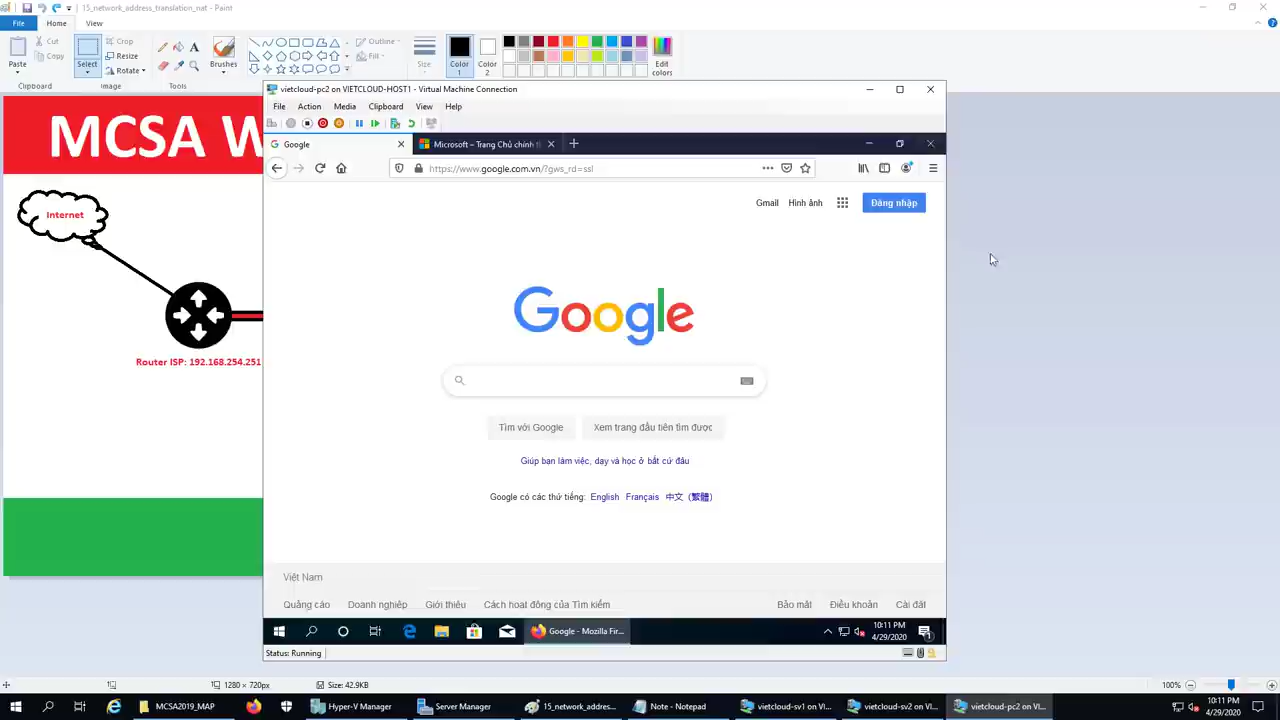 15_network_address_translation_nat - Paint
File
Home
View
Paste
Cut
Copy
Clipboard
Select
Crop
Resize
Rotate
Image
A
Tools
Brushes
Outline
Fill
Size
Color
1
Color
2
Edit
colors
MCSA W
Internet
Router ISP: 192.168.254.251
vietcloud-pc2 on VIETCLOUD-HOST1 - Virtual Machine Connection
File Action Media Clipboard View Help
Google
Microsoft – Trang Chủ chính t
https://www.google.com.vn/?gws_rd=ssl
Gmail Hình ảnh Đăng nhập
Google
Tìm với Google
Xem trang đầu tiên tìm được
Giúp bạn làm việc, dạy và học ở bất cứ đâu
Google có các thứ tiếng: English Français 中文 (繁體)
Việt Nam
Quảng cáo Doanh nghiệp Giới thiệu Cách hoạt động của Tìm kiếm Bảo mật Điều khoản Cài đặt
Google - Mozilla Fir...
10:11 PM
4/29/2020
1
Status: Running
1280 × 720px
Size: 42.9KB
100%
MCSA2019_MAP
Hyper-V Manager
Server Manager
15_network_addres...
Note - Notepad
vietcloud-sv1 on VI...
vietcloud-sv2 on VI...
vietcloud-pc2 on VI...
10:11 PM
4/29/2020